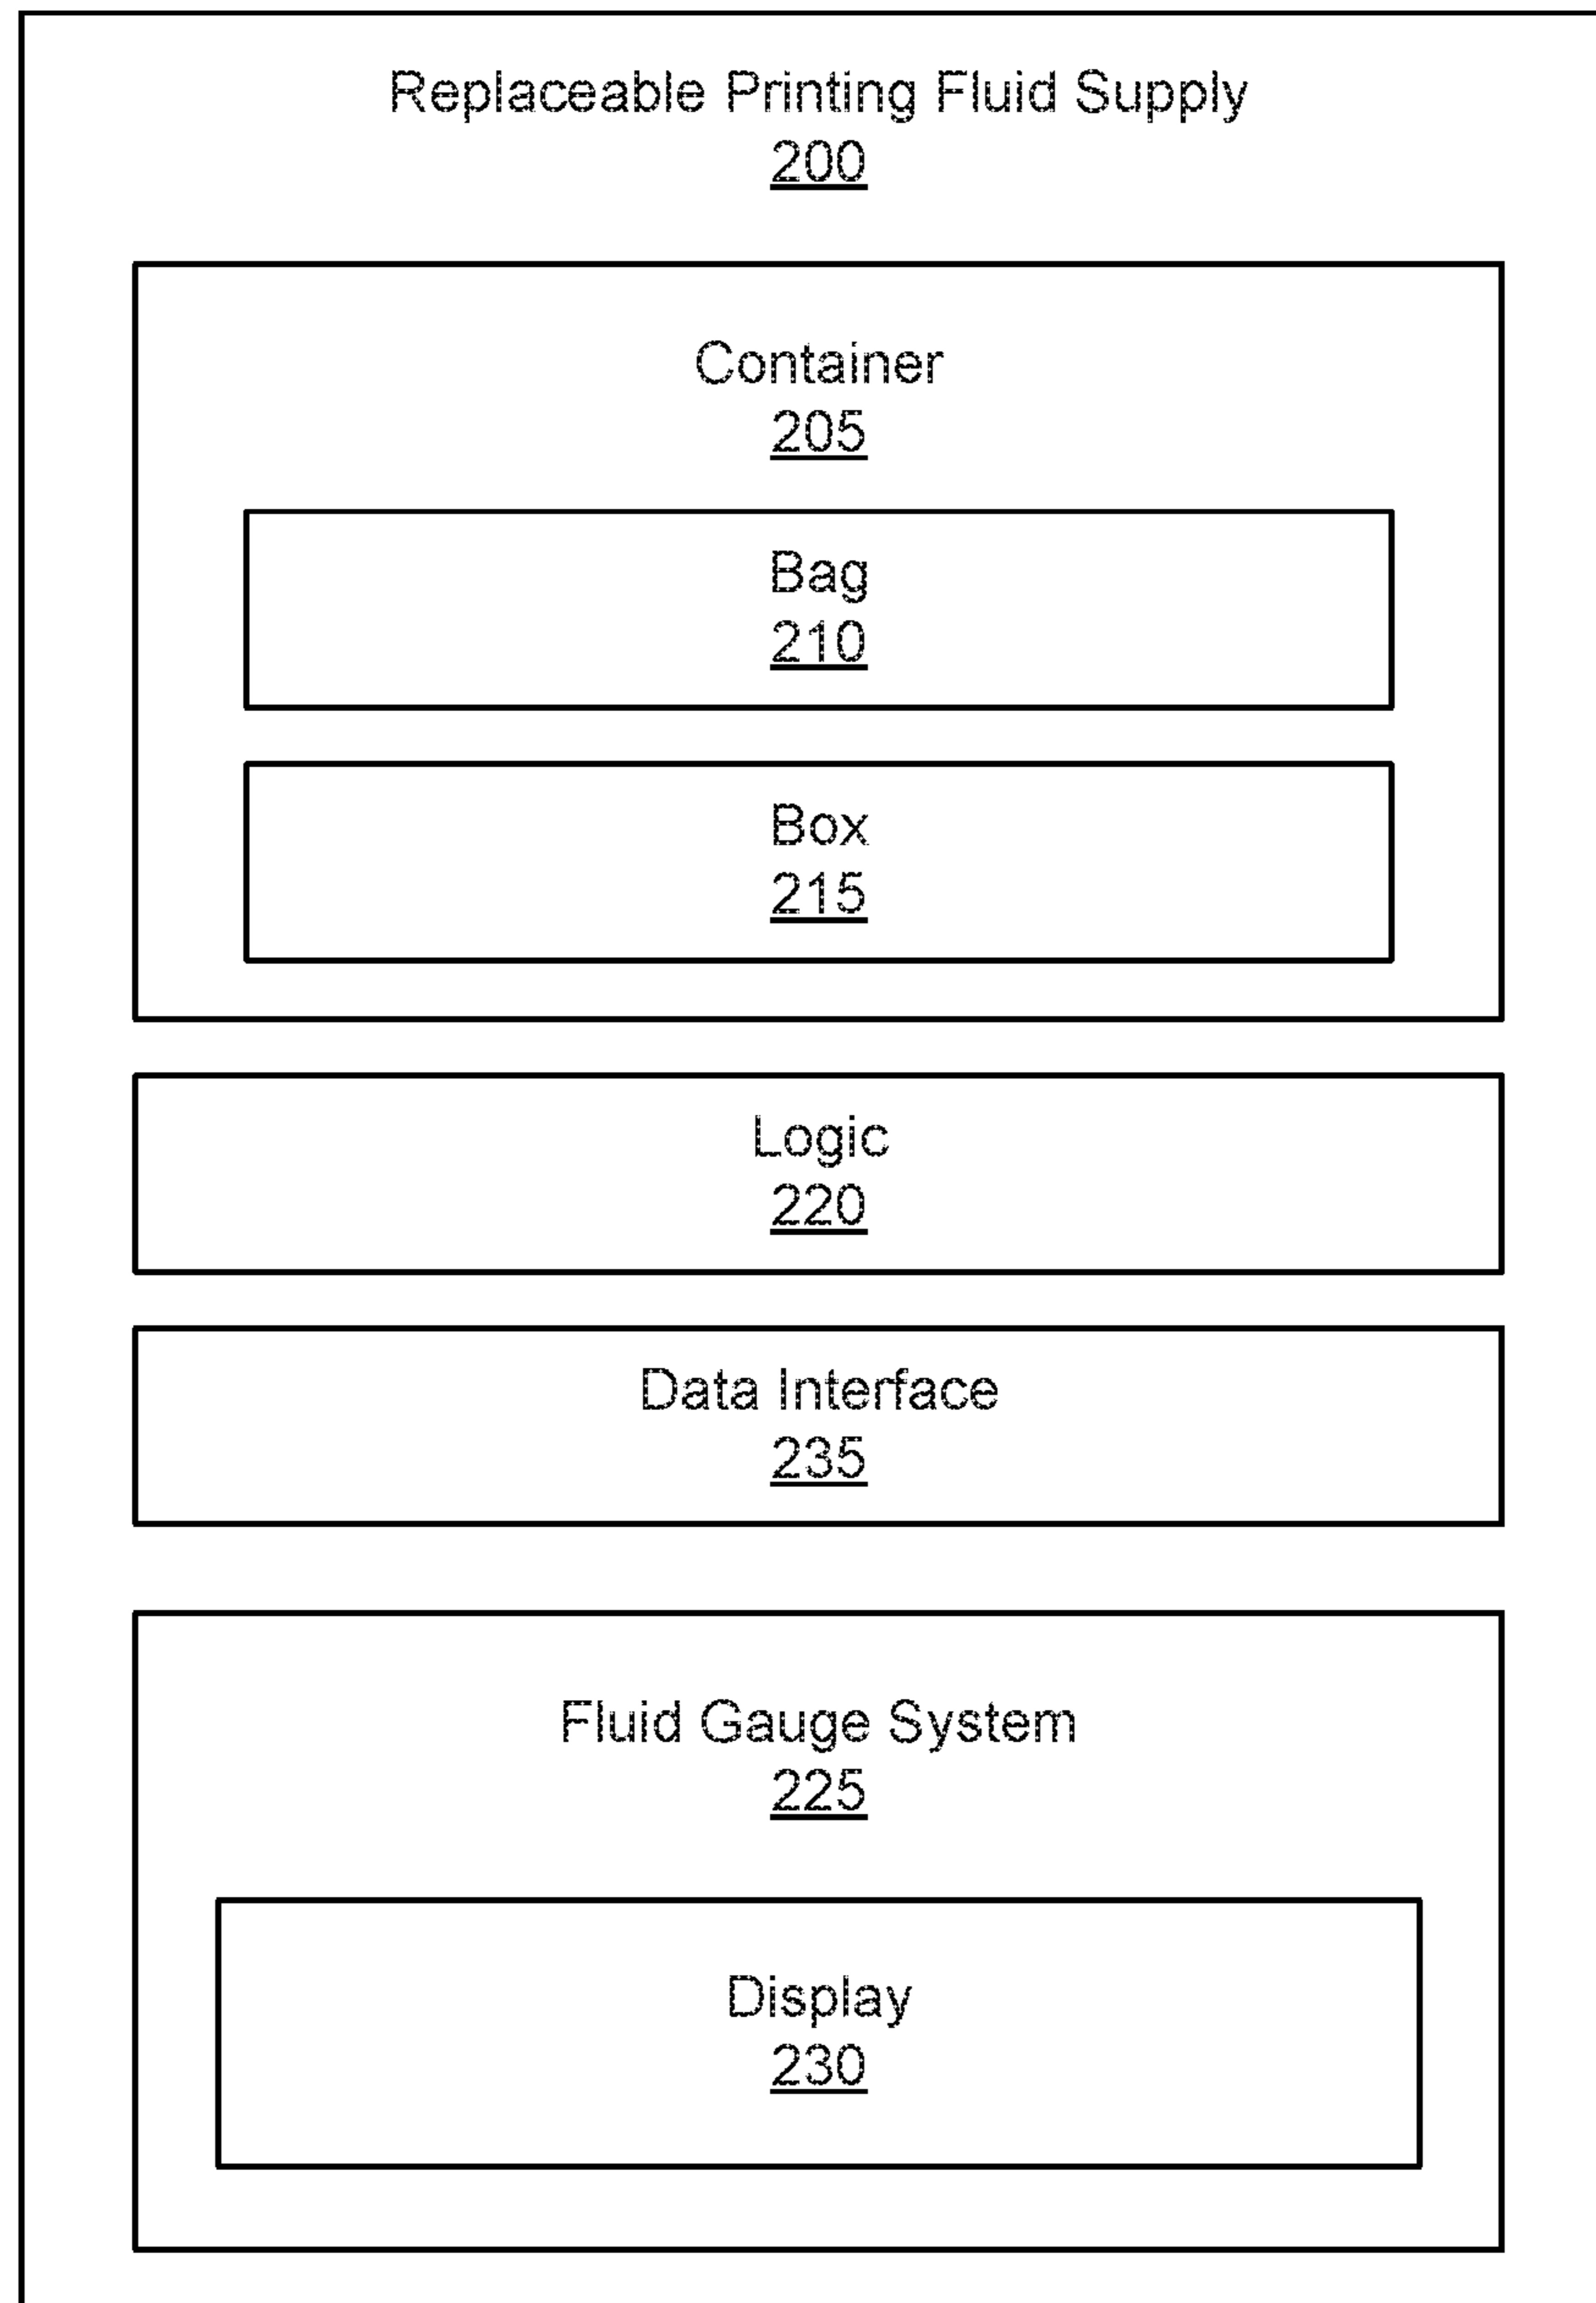 Replaceable Printing Fluid Supply
200
Container
205
Bag
210
Box
215
Logic
220
Data Interface
235
Fluid Gauge System
225
Display
230